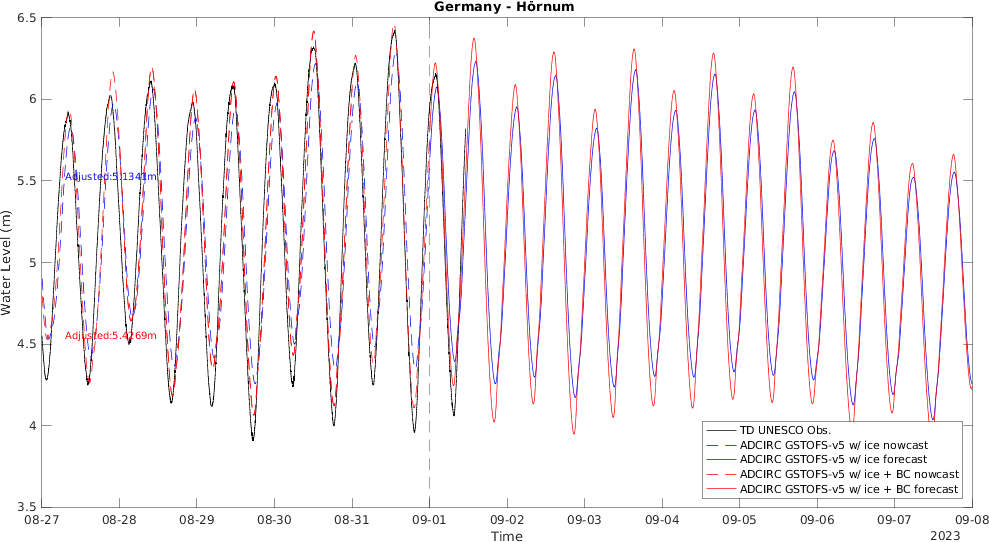 Germany - Hörnum
Water Level (m)
6.5
6
5.5
5
4.5
4
3.5
Adjusted:5.1341m
Adjusted:5.4269m
TD UNESCO Obs.
ADCIRC GSTOFS-v5 w/ ice nowcast
ADCIRC GSTOFS-v5 w/ ice forecast
ADCIRC GSTOFS-v5 w/ ice + BC nowcast
ADCIRC GSTOFS-v5 w/ ice + BC forecast
08-27 08-28 08-29 08-30 08-31 09-01 09-02 09-03 09-04 09-05 09-06 09-07 09-08
Time
2023